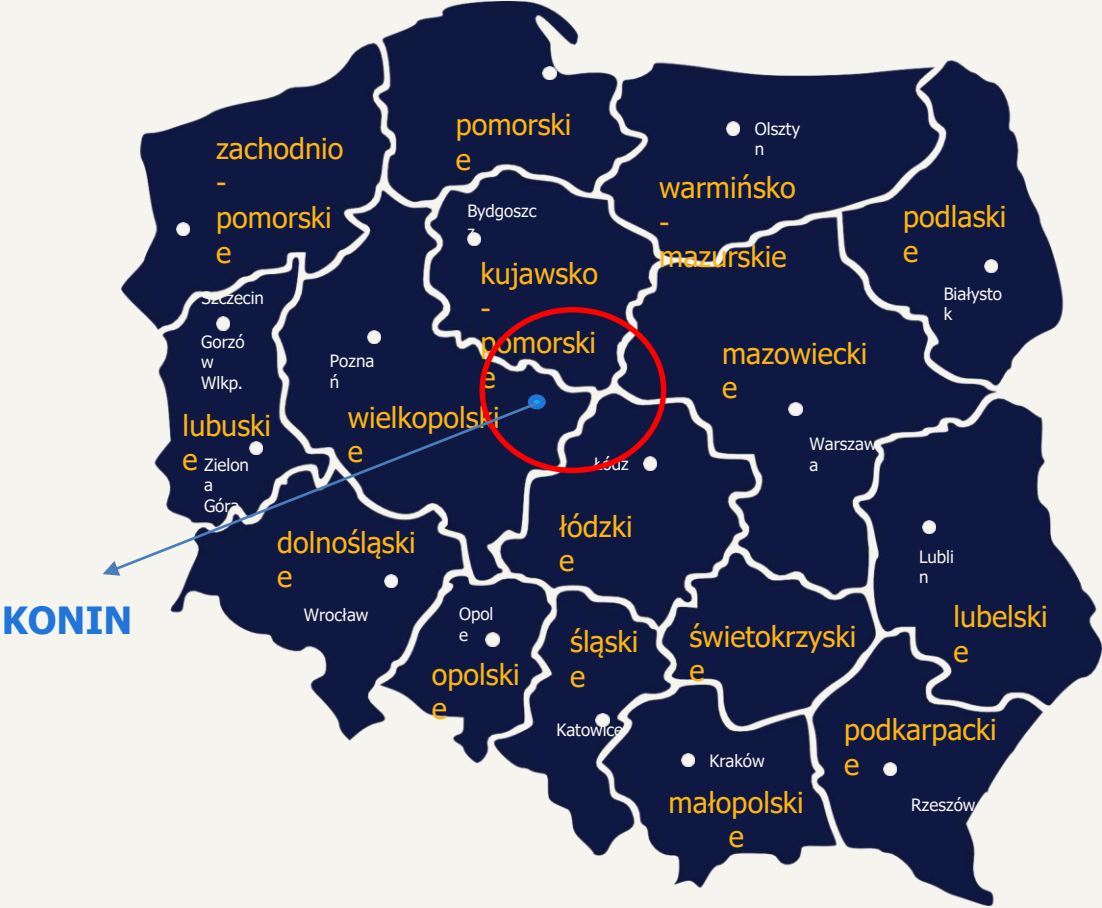 pomorski
e
Olszty
n
zachodnio
-
pomorski
e
warmińsko
-
mazurskie
Bydgoszc
z
podlaski
e
kujawsko
-
pomorski
e
Białysto
k
Szczecin
Gorzó
w
Wlkp.
Pozna
ń
mazowiecki
e
wielkopolski
e
lubuski
e
Zielon
a
Góra
Warszaw
a
Łódź
łódzki
e
dolnośląski
e
Lubli
n
Wrocław
KONIN
Opol
e
opolski
e
śląski
e
świetokrzyski
e
lubelski
e
Katowice
podkarpacki
e
Kraków
małopolski
e
Rzeszów